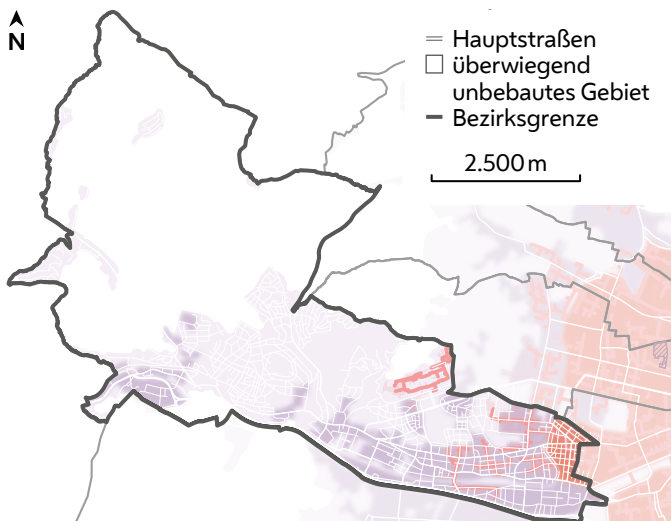 N
Hauptstraßen
überwiegend
unbebautes Gebiet
Bezirksgrenze
2.500 m